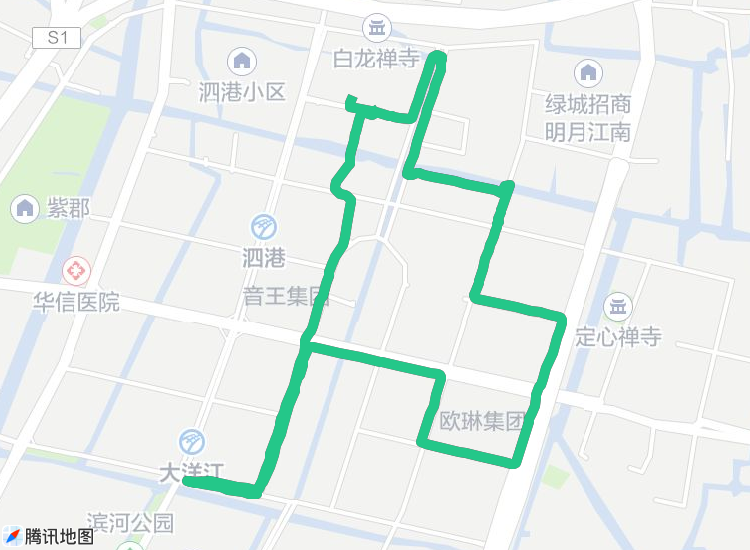 S1
白龙禅寺
泗港小区
绿城招商
明月江南
紫郡
泗港
华信医院
音王集团
定心禅寺
欧琳集团
大洋江
滨河公园
腾讯地图